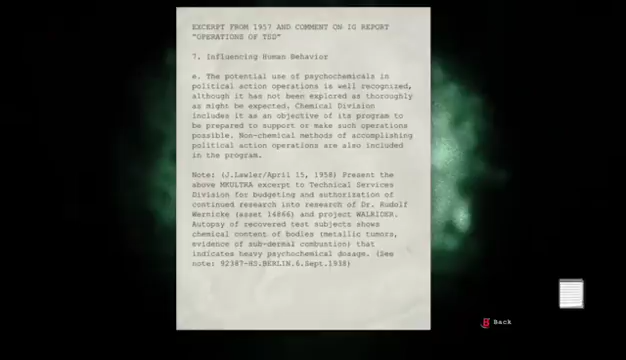 EXCERPT FROM 1957 AND COMMENT ON IG REPORT
"OPERATIONS OF TSD"
7. Influencing Human Behavior
e. The potential use of psychochemicals in
political action operations is well recognized,
although it has not been explored as thoroughly
as might be expected. Chemical Division
includes it as an objective of its program to
be prepared to support or make such operations
possible. Non-chemical methods of accomplishing
political action operations are also included
in the program.
Note: (J.Lawler/April 15, 1958) Present the
above MKULTRA excerpt to Technical Services
Division for budgeting and authorization of
continued research into research of Dr. Rudolf
Wernicke (asset 14866) and project WALRIDER.
Autopsy of recovered test subjects shows
chemical content of bodies (metallic tumors,
evidence of sub-dermal combustion) that
indicates heavy psychochemical dosage. (See
note: 92387-HS.BERLIN.6.Sept.1938)
Back